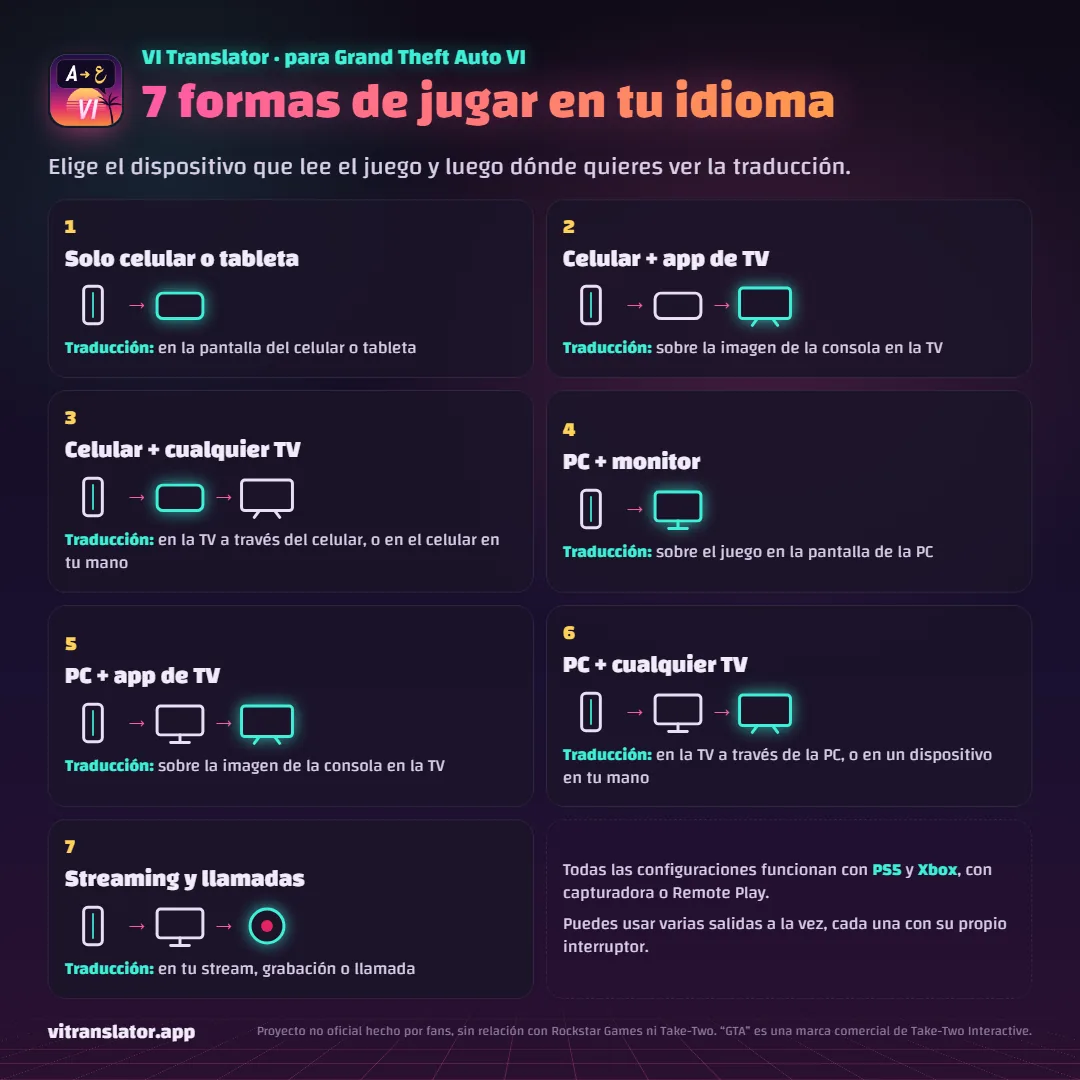 A→ع
VI
VI Translator · para Grand Theft Auto VI
7 formas de jugar en tu idioma
Elige el dispositivo que lee el juego y luego dónde quieres ver la traducción.
1
Solo celular o tableta
→
Traducción: en la pantalla del celular o tableta
2
Celular + app de TV
→ →
Traducción: sobre la imagen de la consola en la TV
3
Celular + cualquier TV
→ →
Traducción: en la TV a través del celular, o en el celular en
tu mano
4
PC + monitor
→
Traducción: sobre el juego en la pantalla de la PC
5
PC + app de TV
→ →
Traducción: sobre la imagen de la consola en la TV
6
PC + cualquier TV
→ →
Traducción: en la TV a través de la PC, o en un dispositivo
en tu mano
7
Streaming y llamadas
→ →
Traducción: en tu stream, grabación o llamada
Todas las configuraciones funcionan con PS5 y Xbox, con
capturadora o Remote Play.
Puedes usar varias salidas a la vez, cada una con su propio
interruptor.
vitranslator.app
Proyecto no oficial hecho por fans, sin relación con Rockstar Games ni Take-Two. “GTA” es una marca comercial de Take-Two Interactive.